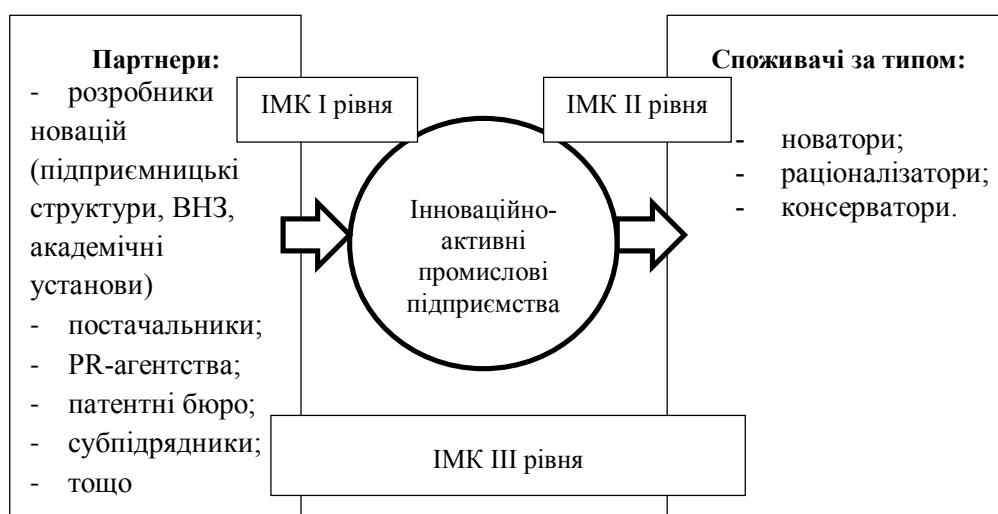 Партнери:
- розробники
новацій
(підприємницькі
структури, ВНЗ,
академічні
установи)
- постачальники;
- PR-агентства;
- патентні бюро;
- субпідрядники;
- тощо
ІМК І рівня
Інноваційно-
активні
промислові
підприємства
ІМК ІІ рівня
ІМК ІІІ рівня
Споживачі за типом:
- новатори;
- раціоналізатори;
- консерватори.